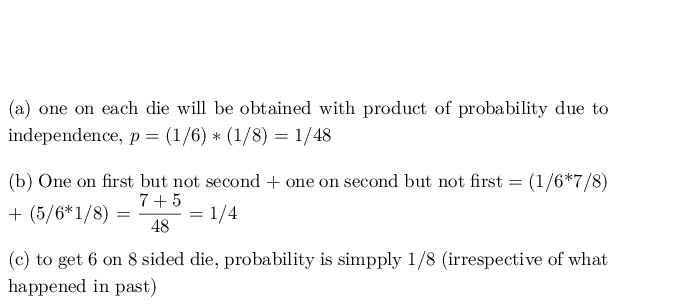 (a) one on each die will be obtained with product of probability due to
independence, p = (1/6) ∗ (1/8) = 1/48
(b) One on first but not second + one on second but not first = (1/6*7/8)
+ (5/6*1/8) = \frac{7 + 5}{48} = 1/4
(c) to get 6 on 8 sided die, probability is simpply 1/8 (irrespective of what
happened in past)